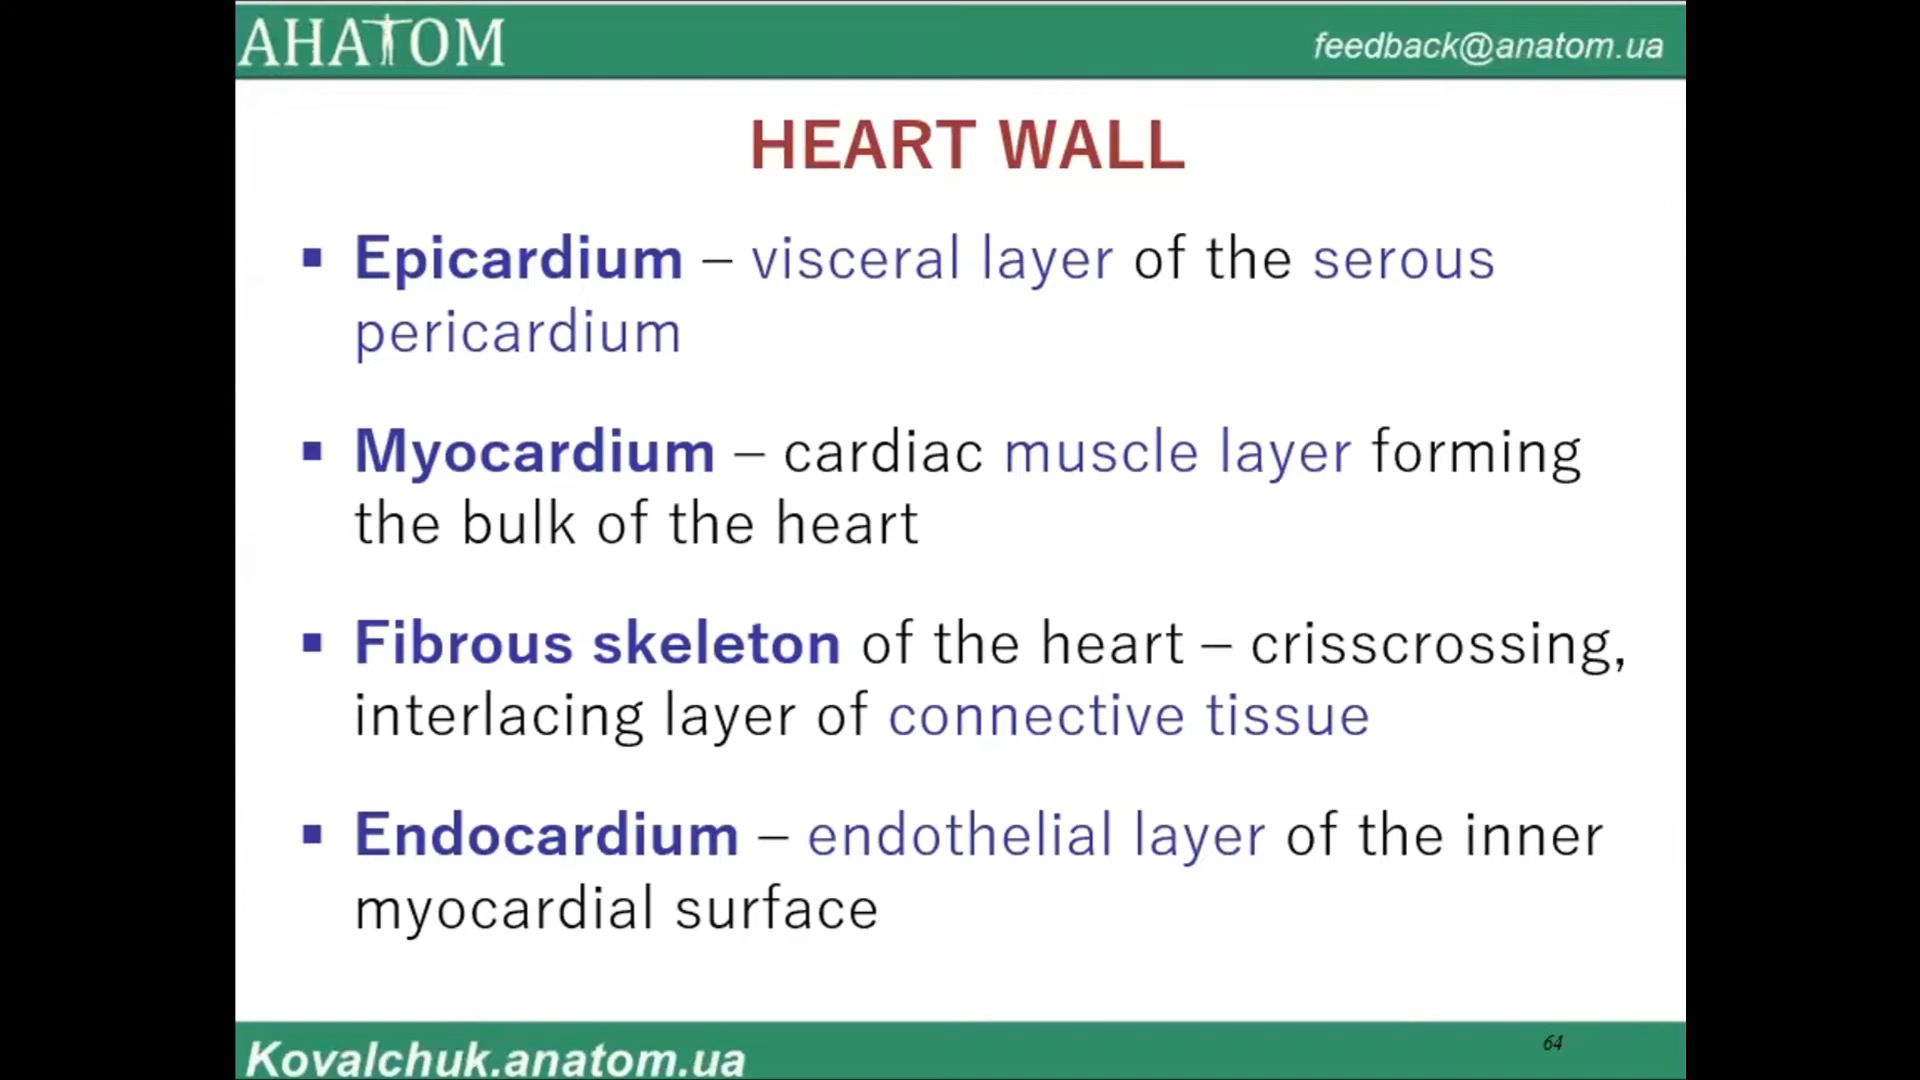 АНАТОМ
feedback@anatom.ua
HEART WALL
▪ Epicardium – visceral layer of the serous
pericardium
▪ Myocardium – cardiac muscle layer forming
the bulk of the heart
▪ Fibrous skeleton of the heart – crisscrossing,
interlacing layer of connective tissue
▪ Endocardium – endothelial layer of the inner
myocardial surface
Kovalchuk.anatom.ua
64